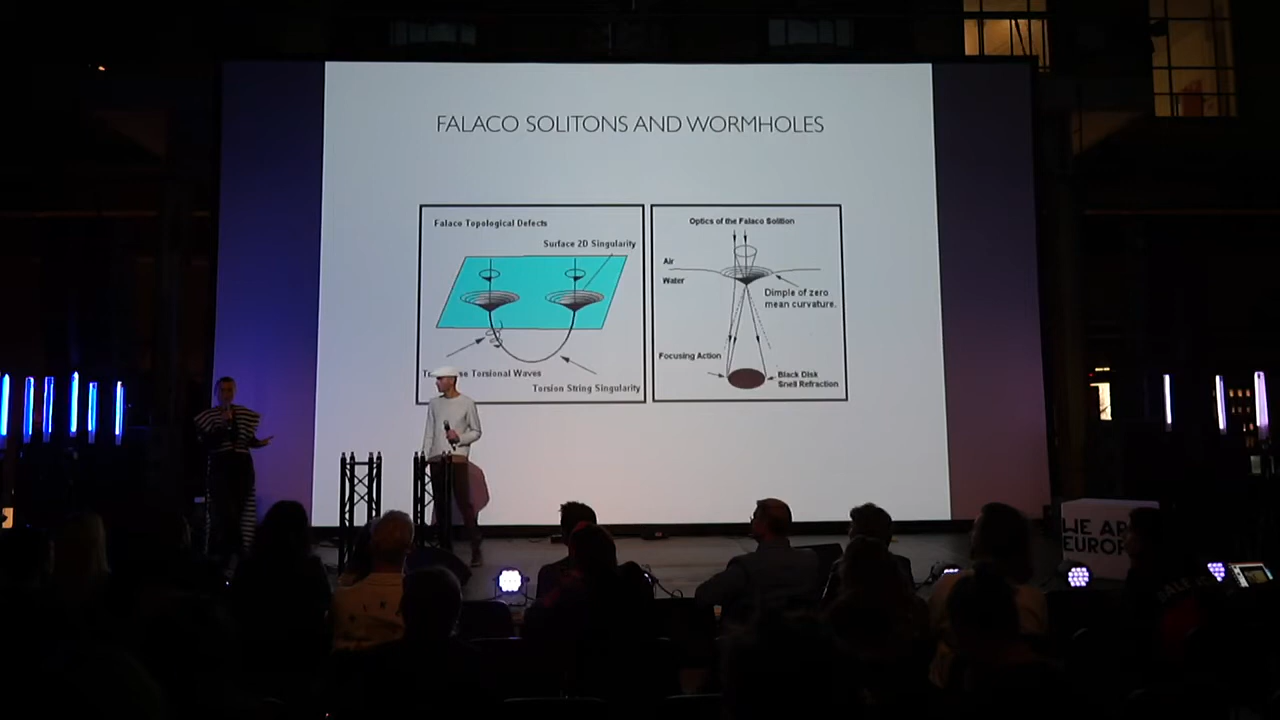 FALACO SOLITONS AND WORMHOLES
Falaco Topological Defects
Surface 2D Singularity
Torsional Waves
Torsion String Singularity
Optics of the Falaco Solition
Air
Water
Dimple of zero
mean curvature.
Focusing Action
Black Disk
Snell Refraction
WE AR
EUROP